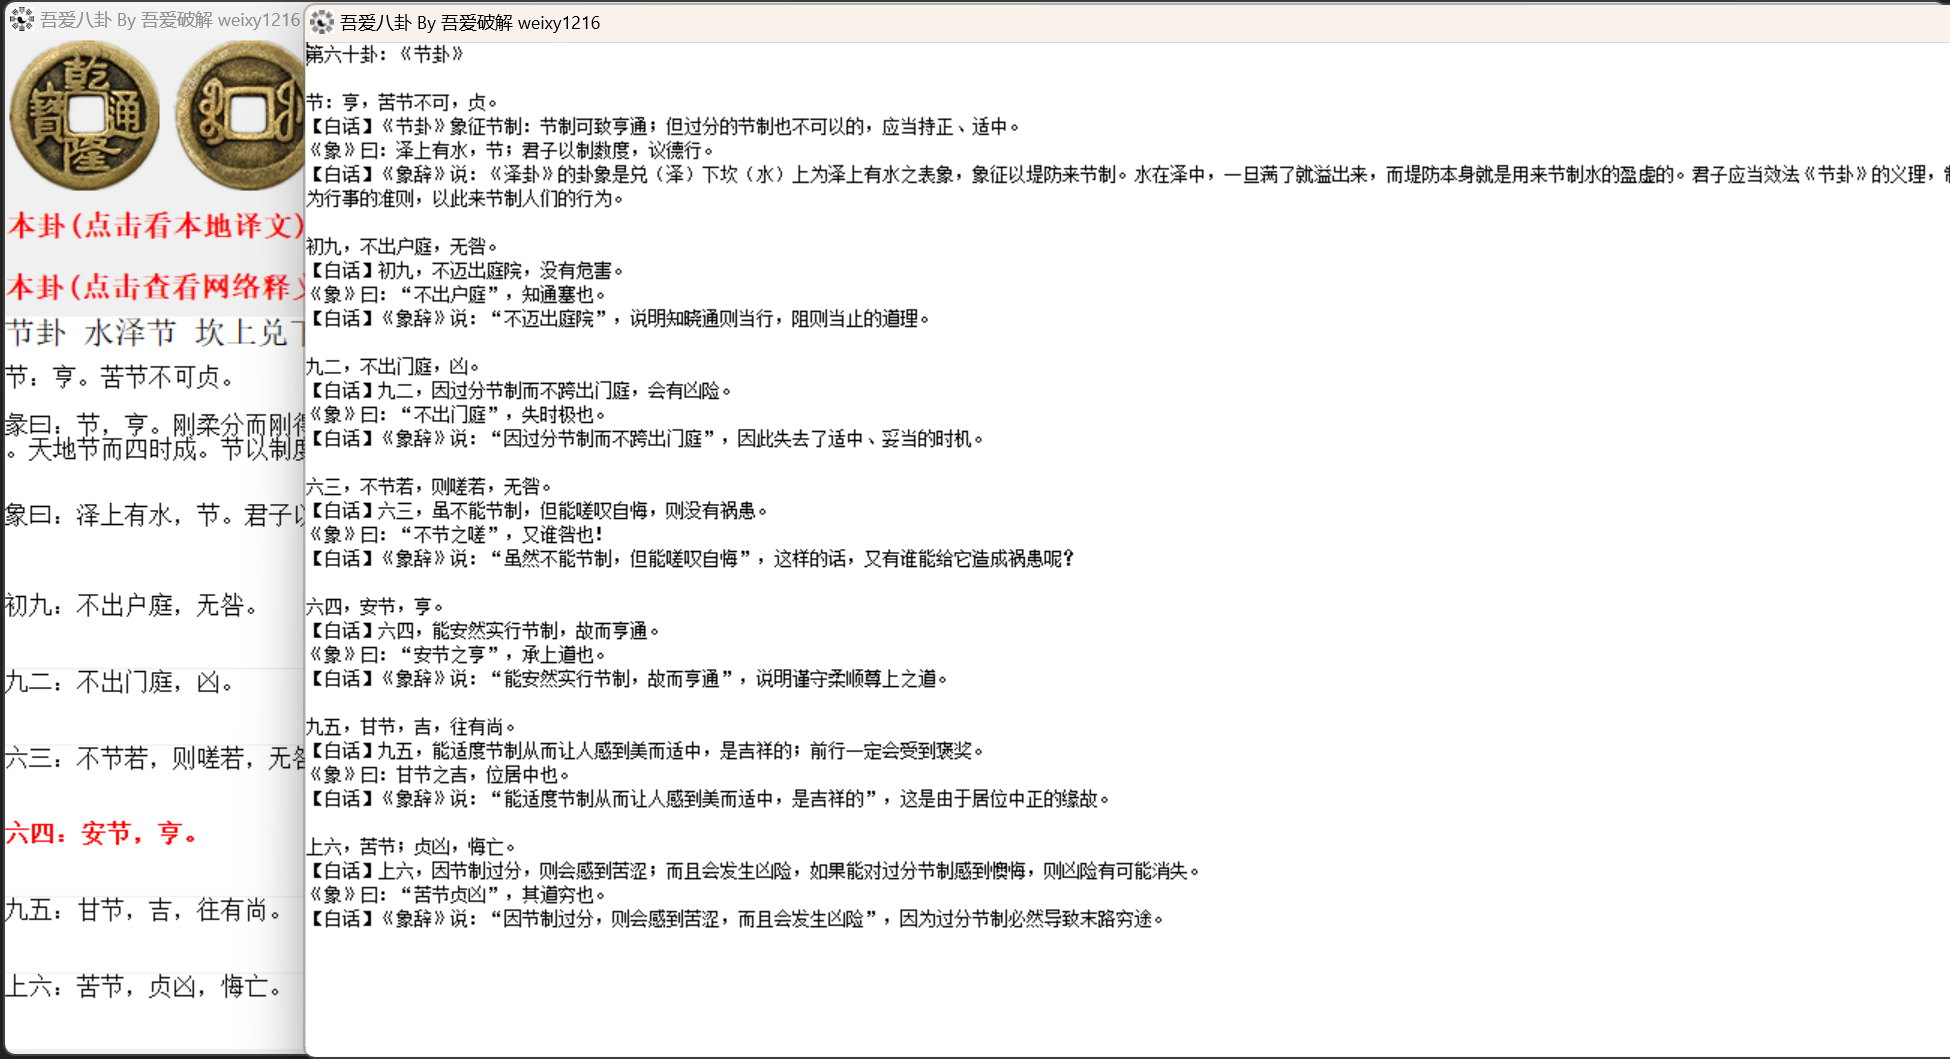 吾爱八卦 By 吾爱破解 weixy1216
乾隆通寳
本卦(点击看本地译文)
本卦(点击查看网络释义
节卦 水泽节 坎上兑下
节：亨。苦节不可贞。
彖曰：节，亨。刚柔分而刚得
。天地节而四时成。节以制度
象曰：泽上有水，节。君子以
初九：不出户庭，无咎。
九二：不出门庭，凶。
六三：不节若，则嗟若，无咎
六四：安节，亨。
九五：甘节，吉，往有尚。
上六：苦节，贞凶，悔亡。
吾爱八卦 By 吾爱破解 weixy1216
第六十卦：《节卦》
节：亨，苦节不可，贞。
【白话】《节卦》象征节制：节制可致亨通；但过分的节制也不可以的，应当持正、适中。
《象》曰：泽上有水，节；君子以制数度，议德行。
【白话】《象辞》说：《泽卦》的卦象是兑（泽）下坎（水）上为泽上有水之表象，象征以堤防来节制。水在泽中，一旦满了就溢出来，而堤防本身就是用来节制水的盈虚的。君子应当效法《节卦》的义理，制
为行事的准则，以此来节制人们的行为。
初九，不出户庭，无咎。
【白话】初九，不迈出庭院，没有危害。
《象》曰：“不出户庭”，知通塞也。
【白话】《象辞》说：“不迈出庭院”，说明知晓通则当行，阻则当止的道理。
九二，不出门庭，凶。
【白话】九二，因过分节制而不跨出门庭，会有凶险。
《象》曰：“不出门庭”，失时极也。
【白话】《象辞》说：“因过分节制而不跨出门庭”，因此失去了适中、妥当的时机。
六三，不节若，则嗟若，无咎。
【白话】六三，虽不能节制，但能嗟叹自悔，则没有祸患。
《象》曰：“不节之嗟”，又谁咎也！
【白话】《象辞》说：“虽然不能节制，但能嗟叹自悔”，这样的话，又有谁能给它造成祸患呢？
六四，安节，亨。
【白话】六四，能安然实行节制，故而亨通。
《象》曰：“安节之亨”，承上道也。
【白话】《象辞》说：“能安然实行节制，故而亨通”，说明谨守柔顺尊上之道。
九五，甘节，吉，往有尚。
【白话】九五，能适度节制从而让人感到美而适中，是吉祥的；前行一定会受到褒奖。
《象》曰：甘节之吉，位居中也。
【白话】《象辞》说：“能适度节制从而让人感到美而适中，是吉祥的”，这是由于居位中正的缘故。
上六，苦节；贞凶，悔亡。
【白话】上六，因节制过分，则会感到苦涩；而且会发生凶险，如果能对过分节制感到懊悔，则凶险有可能消失。
《象》曰：“苦节贞凶”，其道穷也。
【白话】《象辞》说：“因节制过分，则会感到苦涩，而且会发生凶险”，因为过分节制必然导致末路穷途。